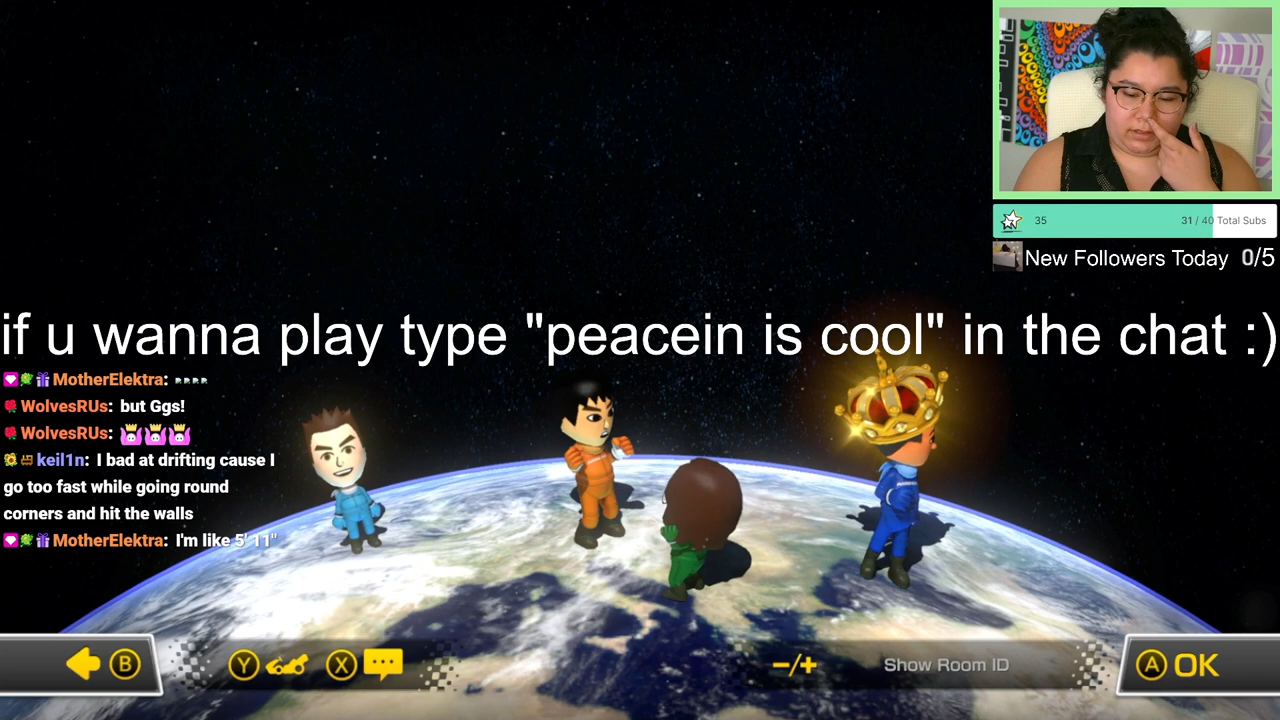 35
31 / 40 Total Subs
New Followers Today 0/5
if u wanna play type "peacein is cool" in the chat :)
MotherElektra:
WolvesRUs: but Ggs!
WolvesRUs:
keil1n: I bad at drifting cause I
go too fast while going round
corners and hit the walls
MotherElektra: I'm like 5' 11"
B
Y
X
-/+ Show Room ID
A OK